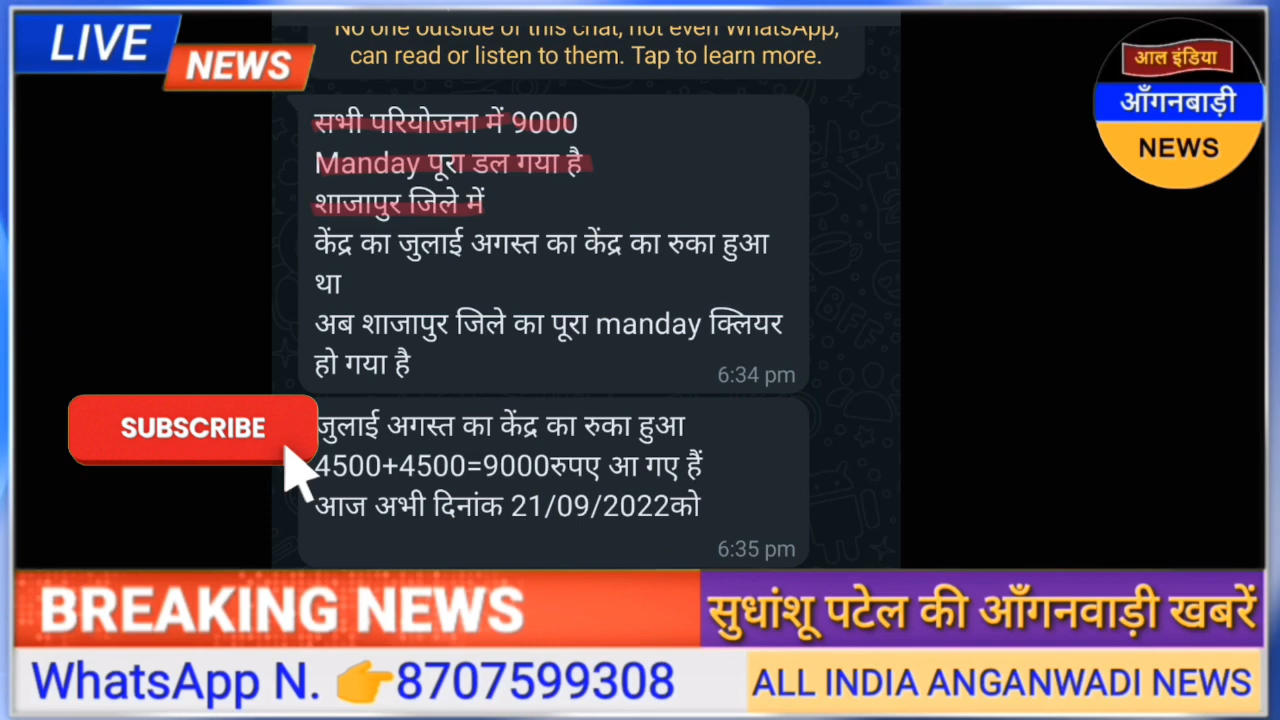 LIVE
NEWS
No one outside of this chat, not even WhatsApp,
can read or listen to them. Tap to learn more.
आल इंडिया
आँगनबाड़ी
NEWS
सभी परियोजना में 9000
Manday पूरा डल गया है
शाजापुर जिले में
केंद्र का जुलाई अगस्त का केंद्र का रुका हुआ
था
अब शाजापुर जिले का पूरा manday क्लियर
हो गया है
6:34 pm
SUBSCRIBE
जुलाई अगस्त का केंद्र का रुका हुआ
4500+4500=9000रुपए आ गए हैं
आज अभी दिनांक 21/09/2022को
6:35 pm
BREAKING NEWS
सुधांशू पटेल की आँगनवाड़ी खबरें
WhatsApp N. 👉8707599308
ALL INDIA ANGANWADI NEWS